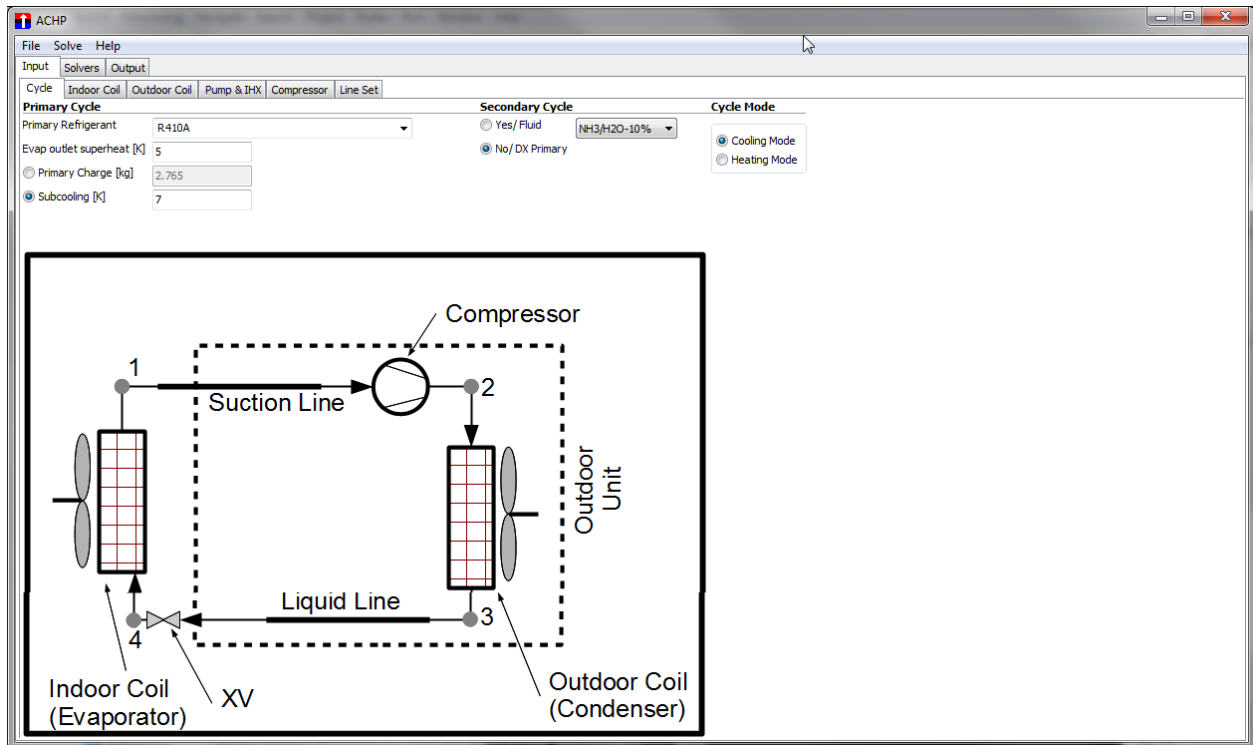 ACHP
File Solve Help
Input Solvers Output
Cycle Indoor Coil Outdoor Coil Pump & IHX Compressor Line Set
Primary Cycle Secondary Cycle Cycle Mode
Primary Refrigerant R410A Yes/ Fluid NH3/H2O-10%
Cooling Mode
Evap outlet superheat [K] 5 No/ DX Primary
Heating Mode
Primary Charge [kg] 2.765
Subcooling [K] 7
Compressor
1
2
Suction Line
Outdoor
Unit
Liquid Line
3
4
Indoor Coil
(Evaporator)
XV
Outdoor Coil
(Condenser)